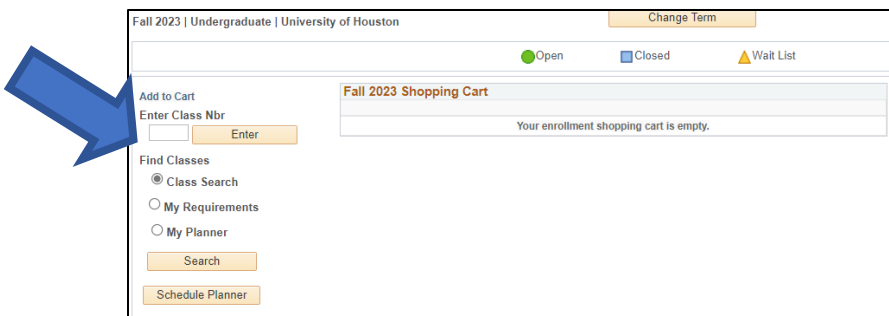 Fall 2023 | Undergraduate | University of Houston
Change Term
Open Closed Wait List
Add to Cart
Fall 2023 Shopping Cart
Enter Class Nbr
Enter
Your enrollment shopping cart is empty.
Find Classes
Class Search
My Requirements
My Planner
Search
Schedule Planner